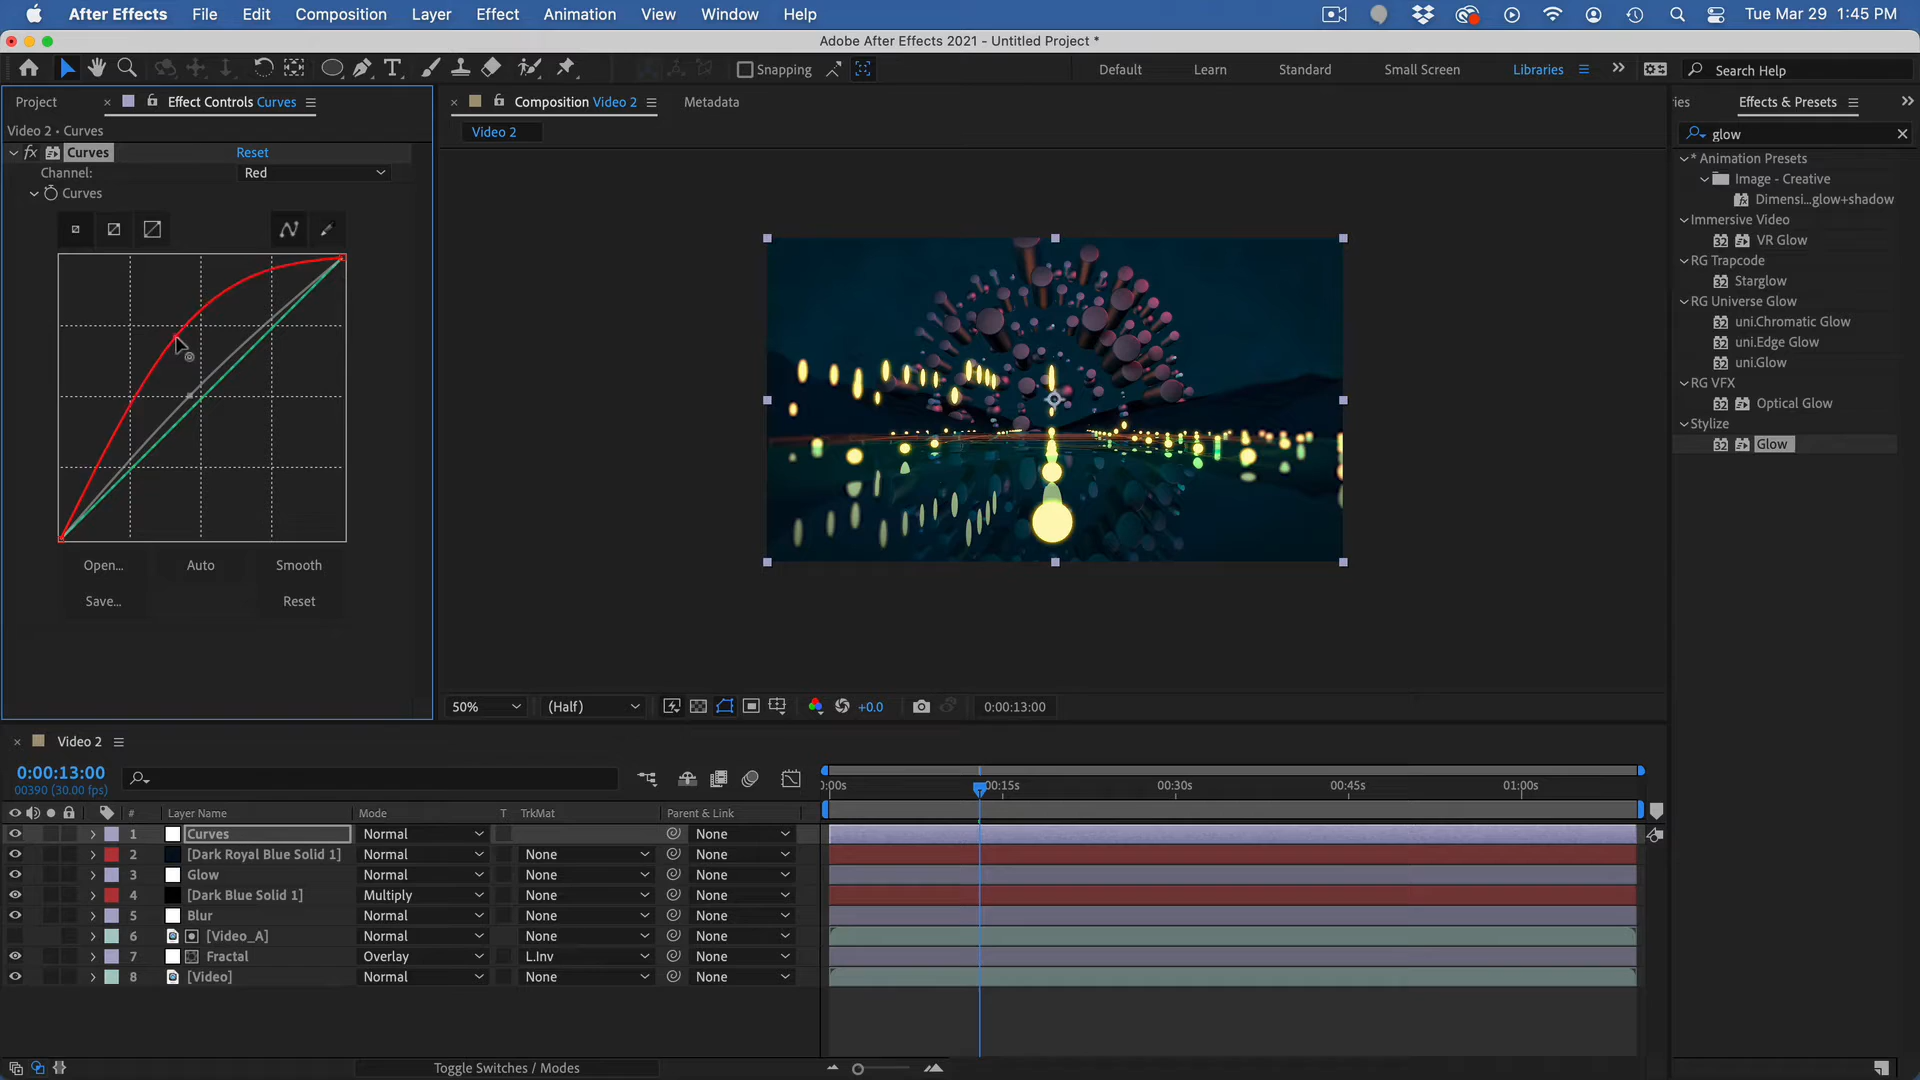 After Effects File Edit Composition Layer Effect Animation View Window Help Tue Mar 29 1:45 PM
Adobe After Effects 2021 - Untitled Project *
Snapping Default Learn Standard Small Screen Libraries Search Help
Project Effect Controls Curves Composition Video 2 Metadata ies Effects & Presets
Video 2 • Curves
Video 2
glow
fx Curves Reset
Channel: Red
Curves
* Animation Presets
Image - Creative
Dimensi...glow+shadow
Immersive Video
32 VR Glow
RG Trapcode
32 Starglow
RG Universe Glow
32 uni.Chromatic Glow
32 uni.Edge Glow
32 uni.Glow
RG VFX
32 Optical Glow
Stylize
32 Glow
Open... Auto Smooth
Save... Reset
50% (Half) +0.0 0:00:13:00
Video 2
0:00:13:00
00390 (30.00 fps)
0:00s 00:15s 00:30s 00:45s 01:00s
# Layer Name Mode T TrkMat Parent & Link
1 Curves Normal None
2 [Dark Royal Blue Solid 1] Normal None None
3 Glow Normal None None
4 [Dark Blue Solid 1] Multiply None None
5 Blur Normal None None
6 [Video_A] Normal None None
7 Fractal Overlay L.Inv None
8 [Video] Normal None None
Toggle Switches / Modes